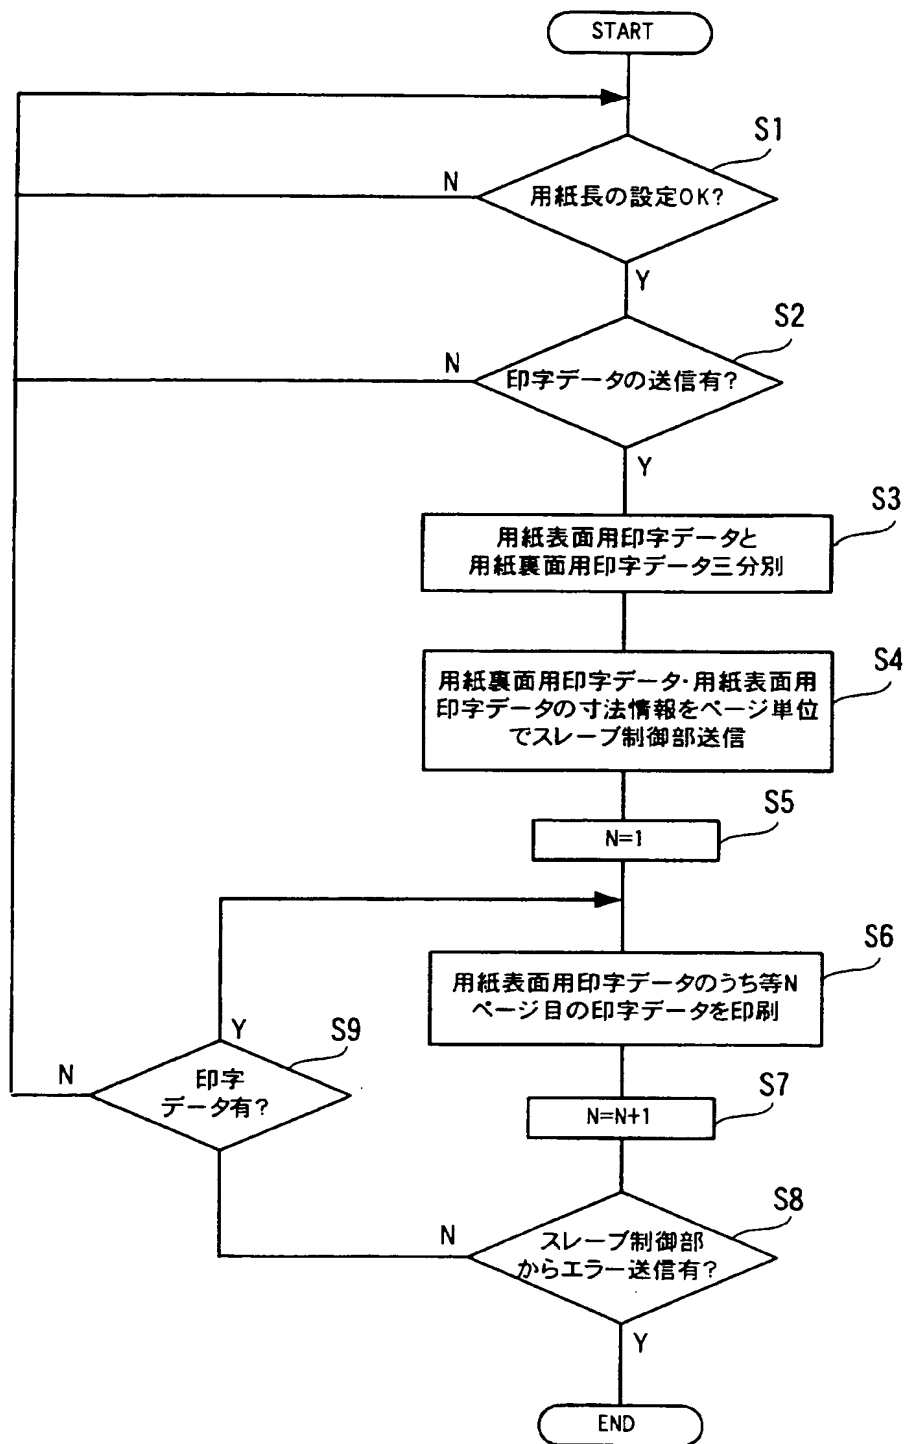 START
S1
N
用紙長の設定OK?
Y
S2
N
印字データの送信有?
Y
S3
用紙表面用印字データと
用紙裏面用印字データ三分別
S4
用紙裏面用印字データ・用紙表面用
印字データの寸法情報をページ単位
でスレーブ制御部送信
S5
N=1
S6
用紙表面用印字データのうち等N
ページ目の印字データを印刷
Y
S9
N
印字
データ有?
S7
N=N+1
S8
N
スレーブ制御部
からエラー送信有?
Y
END